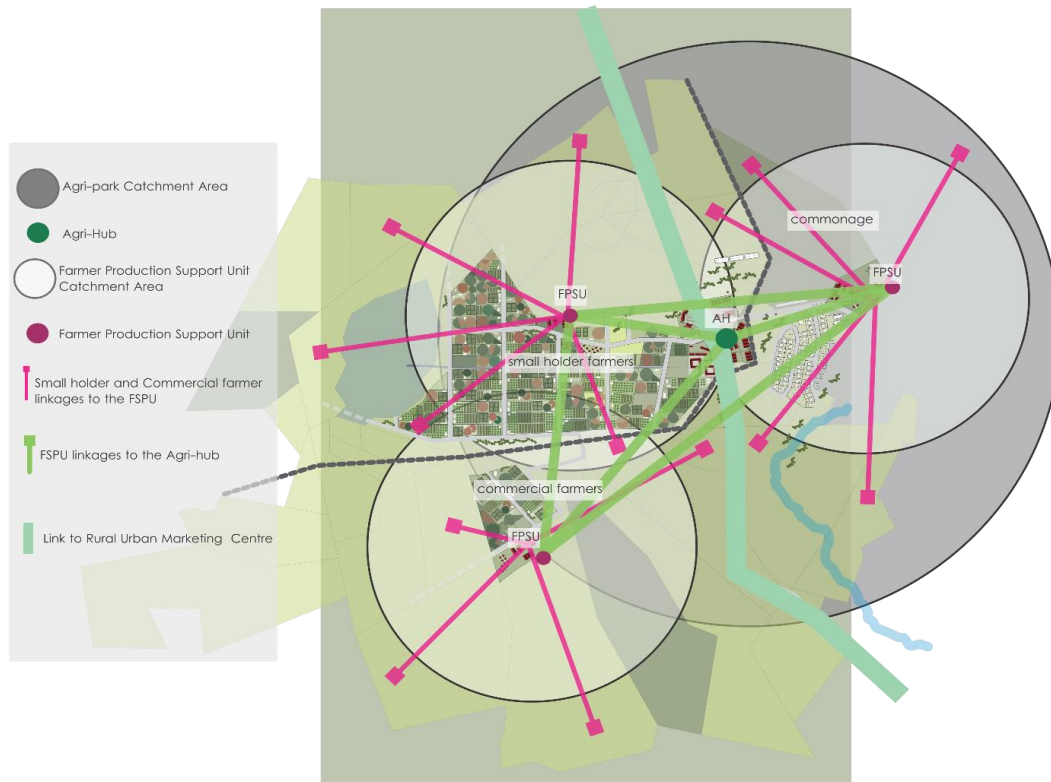 Agri-park Catchment Area
Agri-Hub
Farmer Production Support Unit
Catchment Area
Farmer Production Support Unit
Small holder and Commercial farmer
linkages to the FSPU
FSPU linkages to the Agri-hub
Link to Rural Urban Marketing Centre
commonage
FPSU
FPSU
AH
small holder farmers
commercial farmers
FPSU